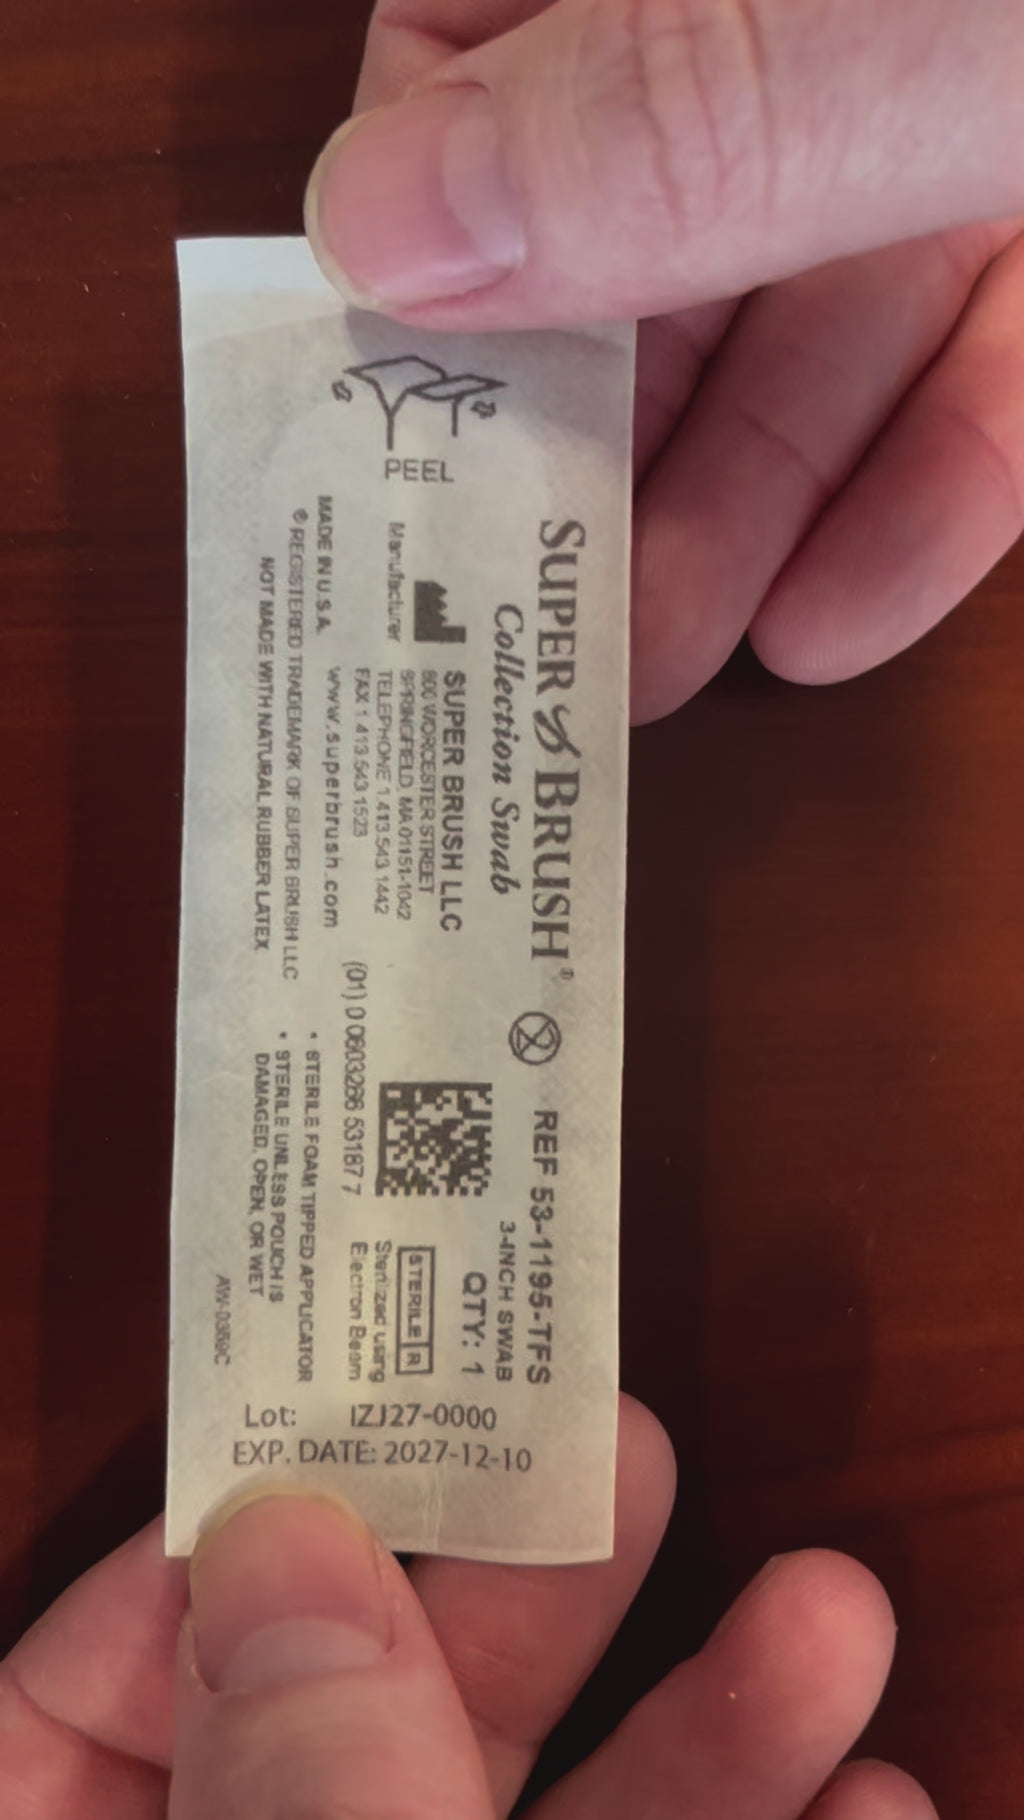 PEEL
SUPER BRUSH®
Collection Swab
REF 53-1195-TFS
3-INCH SWAB
QTY: 1
Manufacturer
SUPER BRUSH LLC
600 WORCESTER STREET
SPRINGFIELD, MA 01151-1042
TELEPHONE 1.413.543.1442
FAX 1.413.543.1523
MADE IN U.S.A.
www.superbrush.com
® REGISTERED TRADEMARK OF SUPER BRUSH LLC
NOT MADE WITH NATURAL RUBBER LATEX
(01) 0 0603286 53187 7
STERILE R
Sterilized using
Electron Beam
• STERILE FOAM TIPPED APPLICATOR
• STERILE UNLESS POUCH IS
DAMAGED, OPEN, OR WET
Lot: IZJ27-0000
EXP. DATE: 2027-12-10